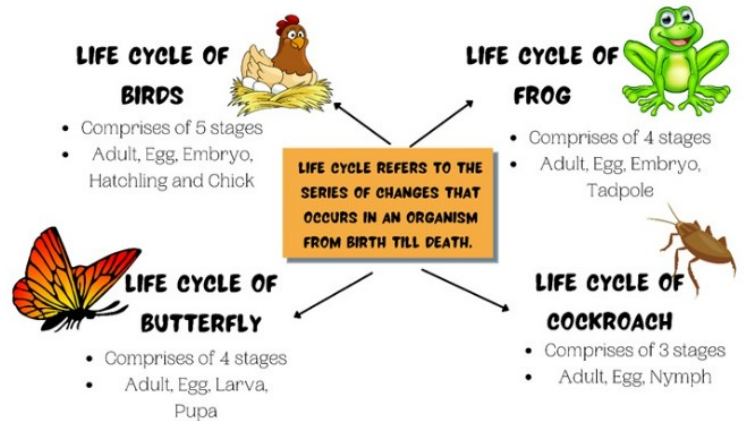 LIFE CYCLE OF
BIRDS
• Comprises of 5 stages
• Adult, Egg, Embryo,
Hatchling and Chick
LIFE CYCLE OF
FROG
• Comprises of 4 stages
• Adult, Egg, Embryo,
Tadpole
LIFE CYCLE REFERS TO THE
SERIES OF CHANGES THAT
OCCURS IN AN ORGANISM
FROM BIRTH TILL DEATH.
LIFE CYCLE OF
BUTTERFLY
• Comprises of 4 stages
• Adult, Egg, Larva,
Pupa
LIFE CYCLE OF
COCKROACH
• Comprises of 3 stages
• Adult, Egg, Nymph